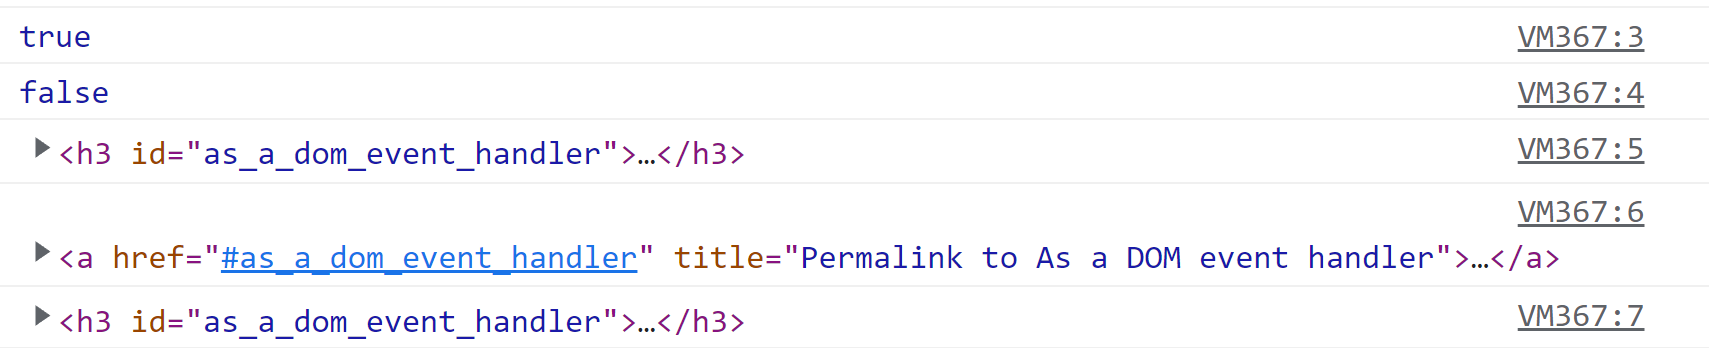 true VM367:3
false VM367:4
<h3 id="as_a_dom_event_handler">…</h3> VM367:5
VM367:6
<a href="#as_a_dom_event_handler" title="Permalink to As a DOM event handler">…</a>
<h3 id="as_a_dom_event_handler">…</h3> VM367:7